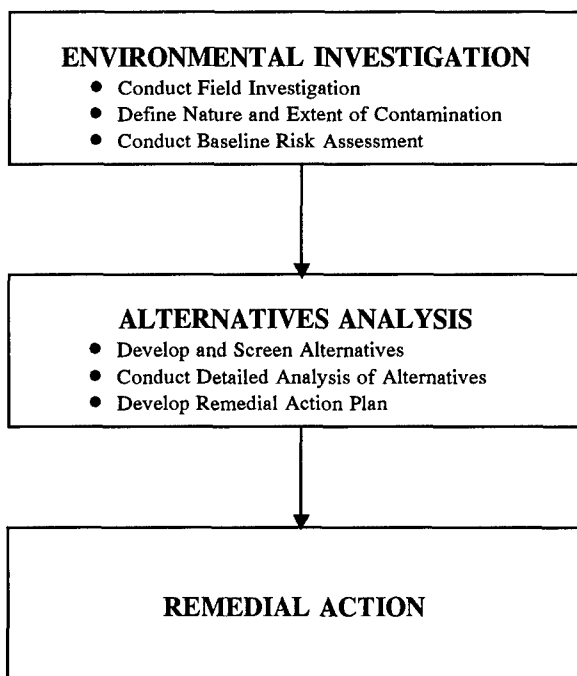 ENVIRONMENTAL INVESTIGATION
● Conduct Field Investigation
● Define Nature and Extent of Contamination
● Conduct Baseline Risk Assessment
ALTERNATIVES ANALYSIS
● Develop and Screen Alternatives
● Conduct Detailed Analysis of Alternatives
● Develop Remedial Action Plan
REMEDIAL ACTION